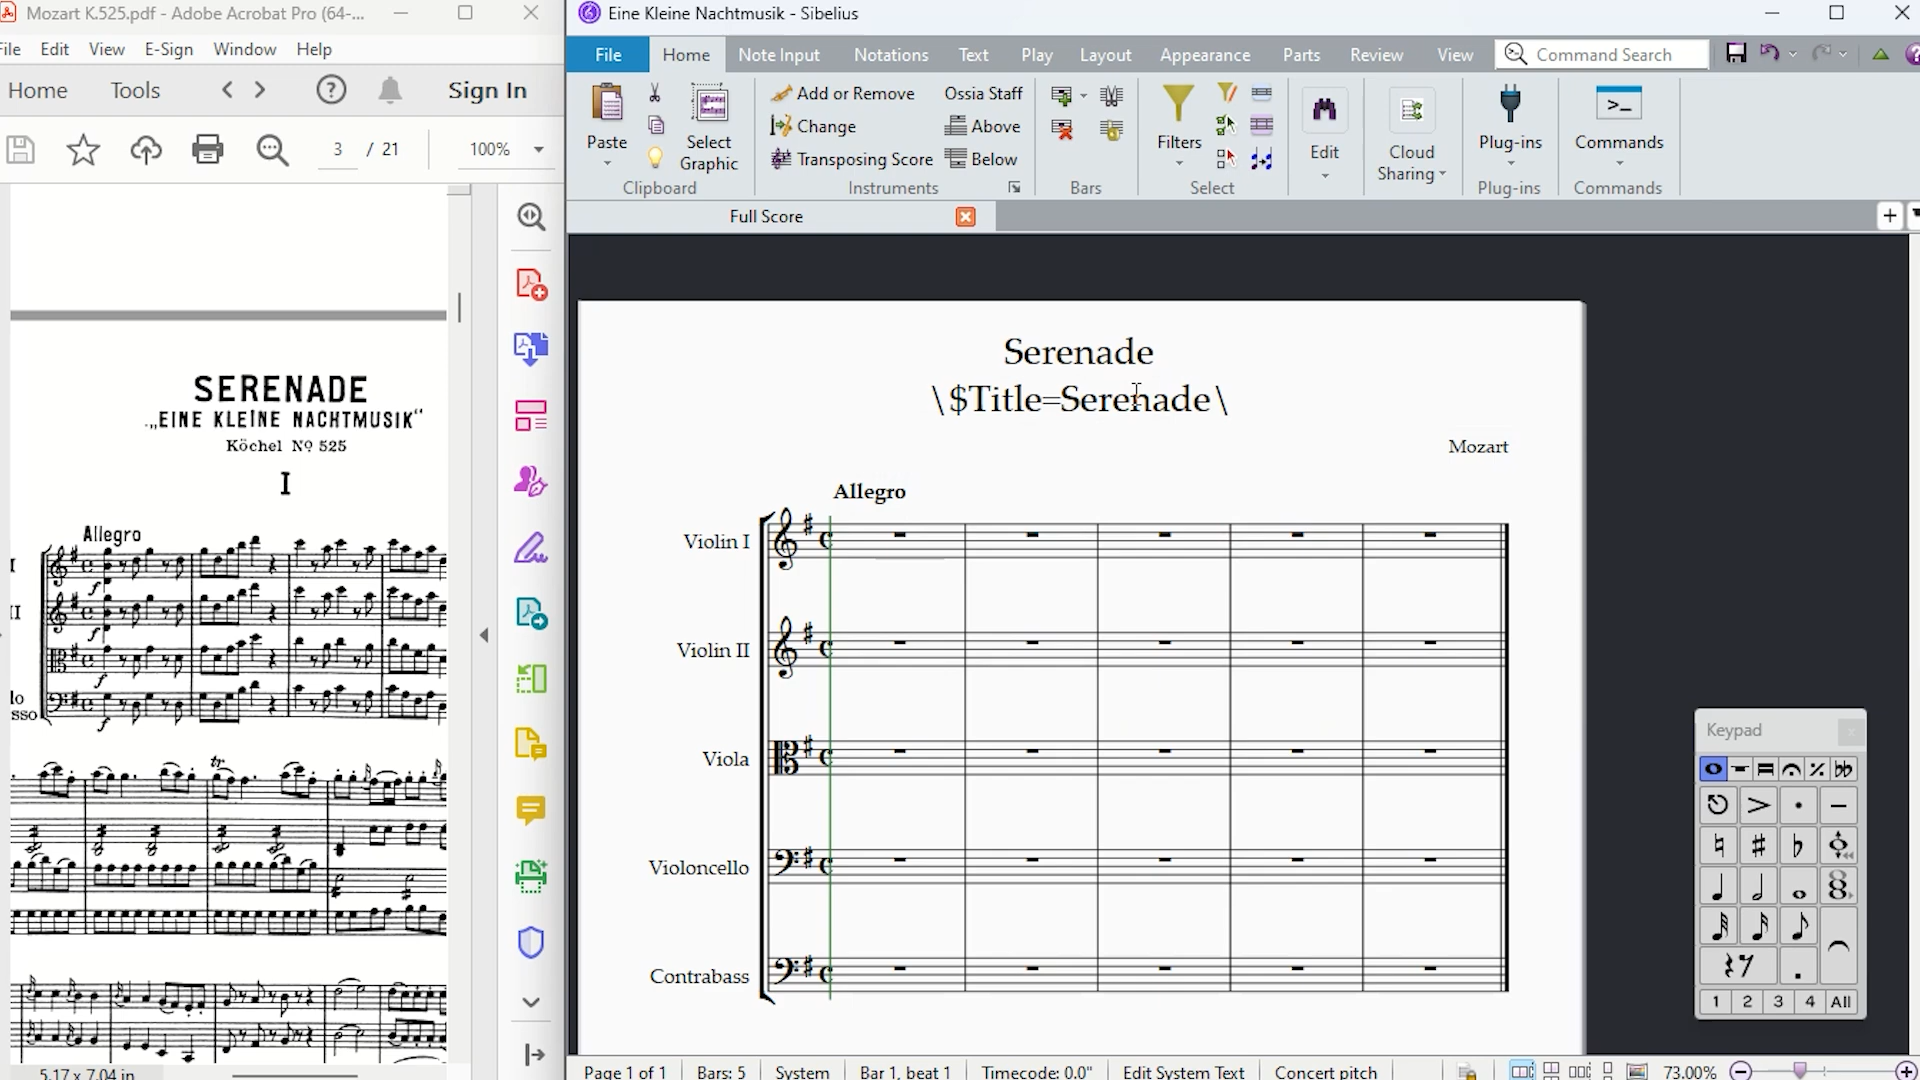 Mozart K.525.pdf - Adobe Acrobat Pro (64-...
File Edit View E-Sign Window Help
Home Tools Sign In
3 / 21 100%
SERENADE
„EINE KLEINE NACHTMUSIK“
Köchel No 525
I
Allegro
I
f
II
f
f
lo
sso
f
tr
5.17 x 7.04 in
Eine Kleine Nachtmusik - Sibelius
File Home Note Input Notations Text Play Layout Appearance Parts Review View Command Search
Paste
Select
Graphic
Clipboard
Add or Remove
Change
Transposing Score
Ossia Staff
Above
Below
Instruments
Bars
Filters
Select
Edit
Cloud
Sharing
Plug-ins
Plug-ins
Commands
Commands
Full Score
Serenade
\$Title=Serenade\
Mozart
Allegro
Violin I
Violin II
Viola
Violoncello
Contrabass
Keypad
1 2 3 4 All
Page 1 of 1 Bars: 5 System Bar 1, beat 1 Timecode: 0.0" Edit System Text Concert pitch 73.00%